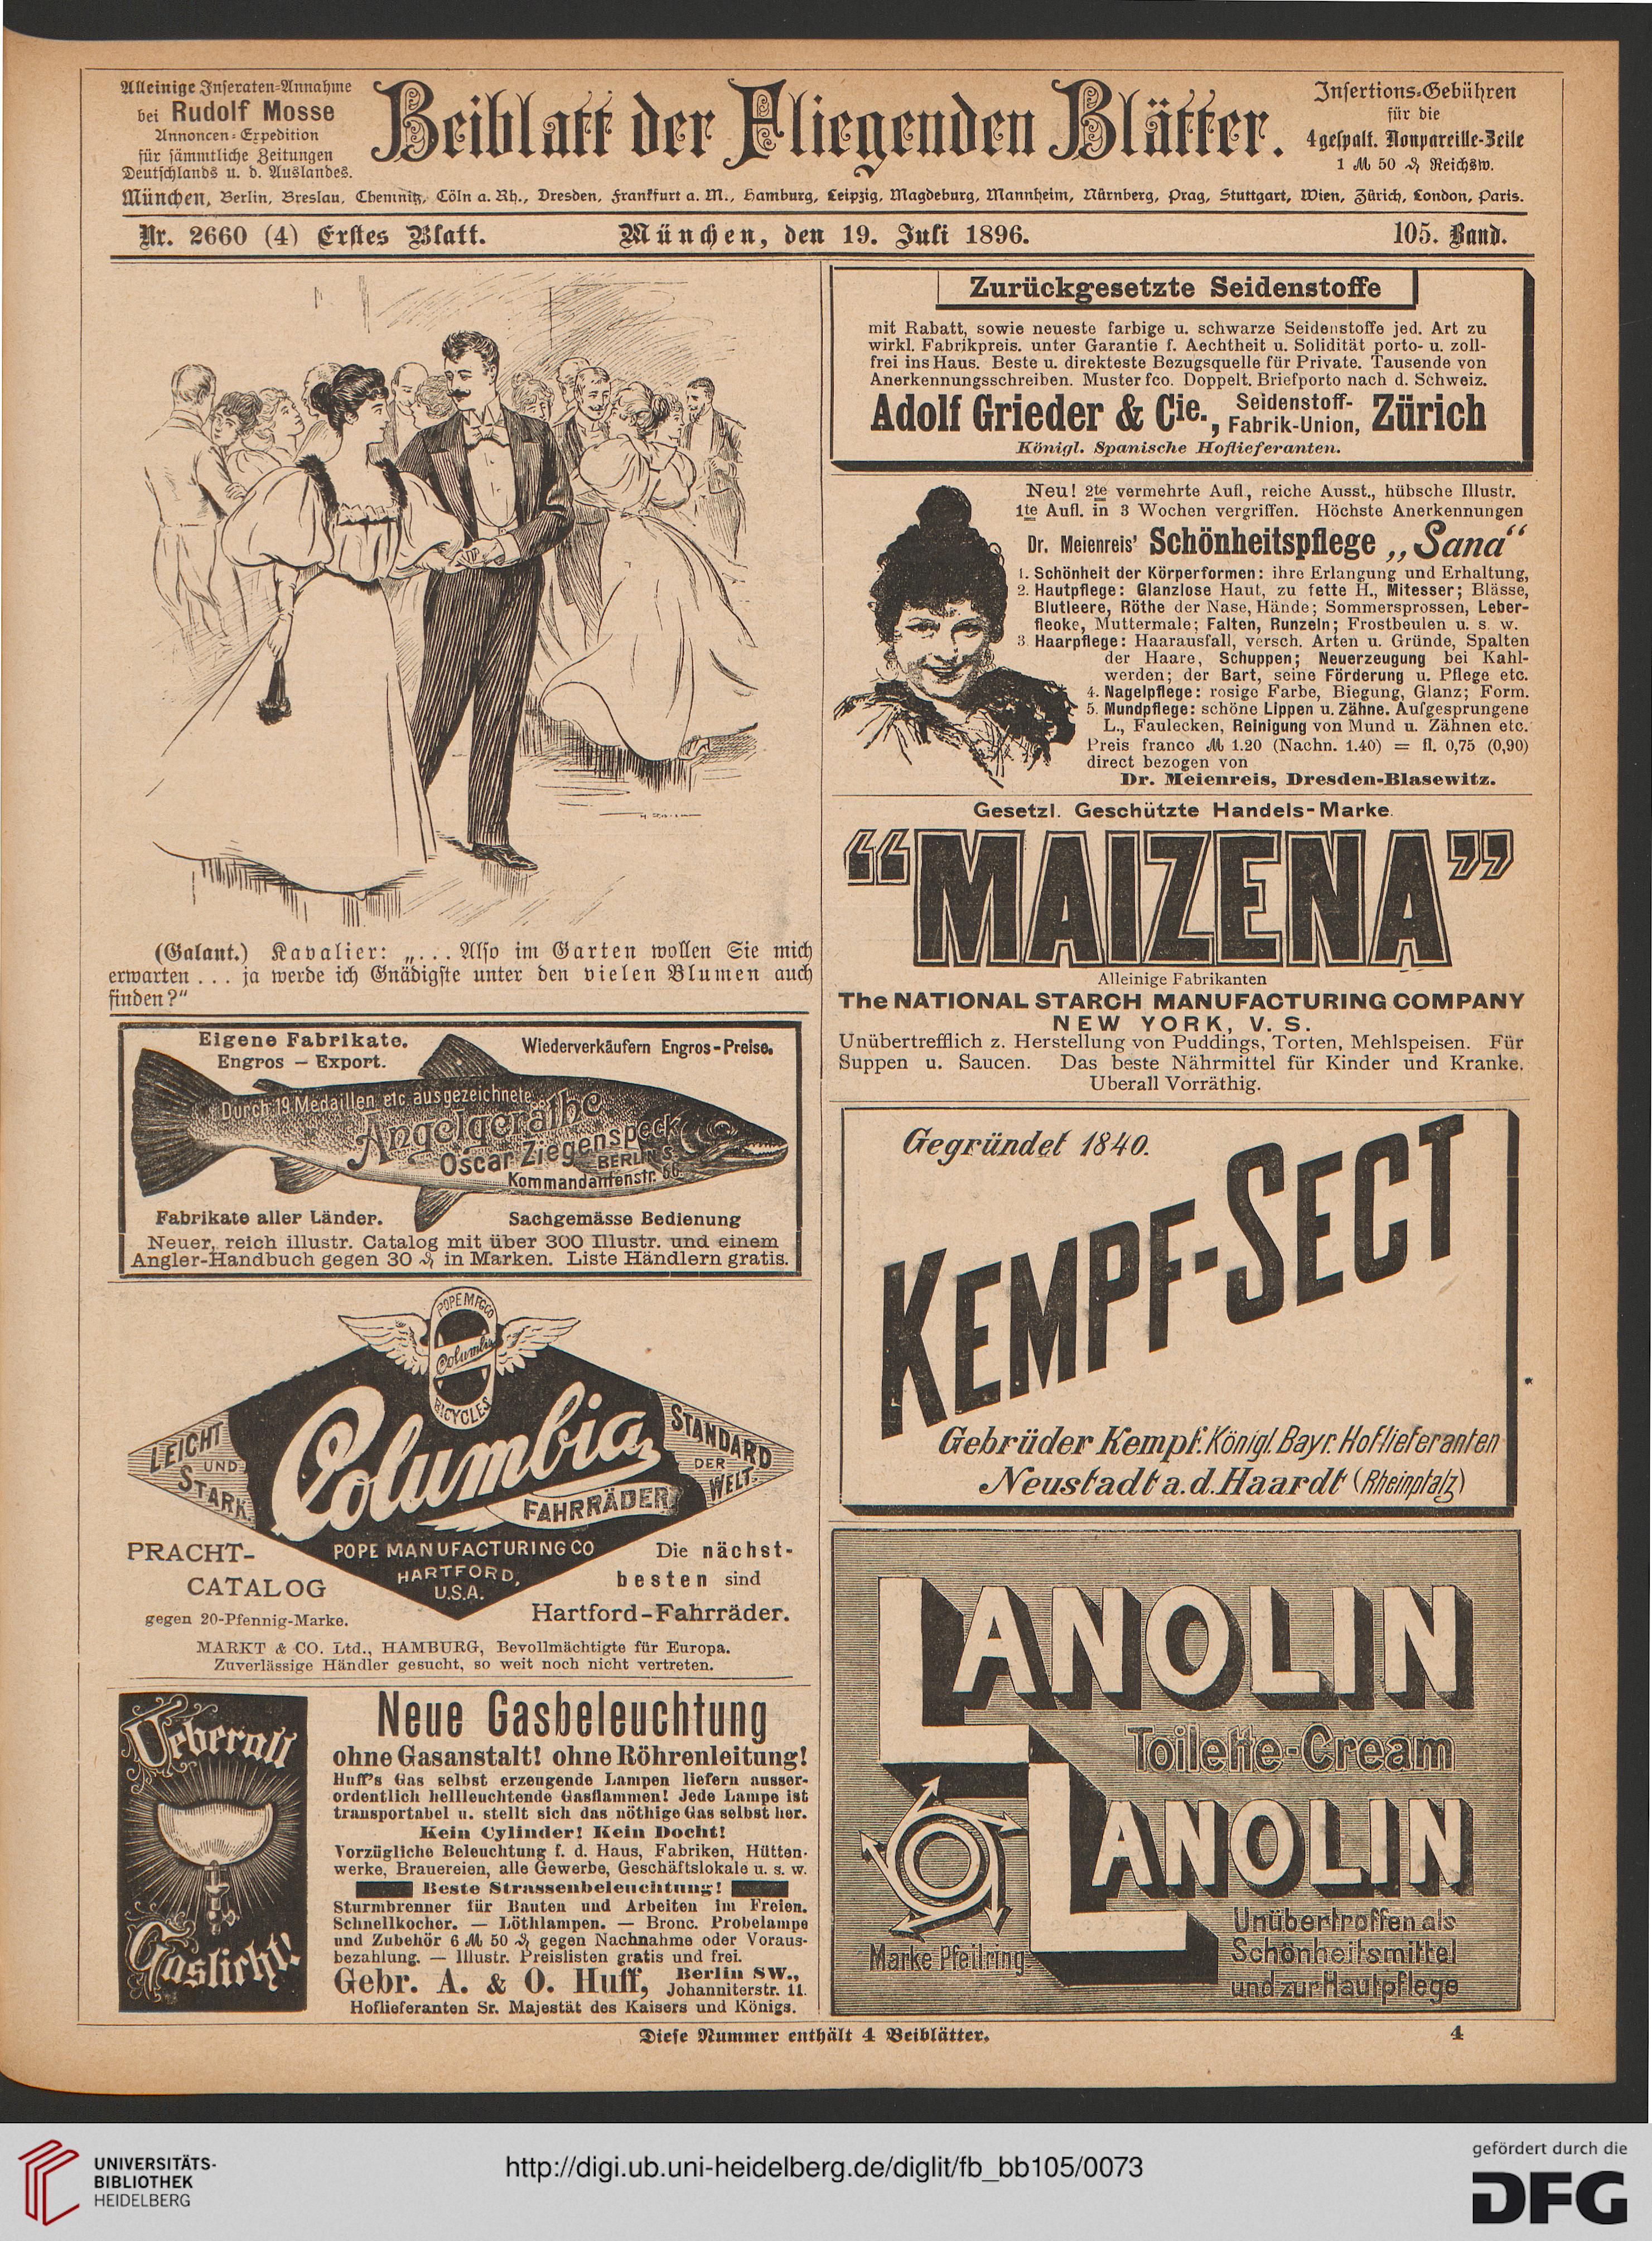 Alleinige Inseraten-Annahme
bei Rudolf Mosse
Annoncen-Expedition
für sämmtliche Zeitungen
Deutschlands u. d. Auslandes.
Beiblatt der Fliegenden Blätter.
Insertions-Gebühren
für die
4gespalt. Nonpareille-Zeile
1 ℳ 50 ₰ Reichsw.
München, Berlin, Breslau, Chemnitz, Cöln a. Rh., Dresden, Frankfurt a. M., Hamburg, Leipzig, Magdeburg, Mannheim, Nürnberg, Prag, Stuttgart, Wien, Zürich, London, Paris.
Nr. 2660 (4) Erstes Blatt. München, den 19. Juli 1896. 105. Band.
(Galant.) Kavalier: „... Also im Garten wollen Sie mich
erwarten ... ja werde ich Gnädigste unter den vielen Blumen auch
finden?“
Eigene Fabrikate.
Engros — Export.
Wiederverkäufern Engros-Preise.
Durch 19 Medaillen etc ausgezeichnete
Angelgeräthe
Oscar Ziegenspeck
BERLIN S
Kommandantenstr.
Fabrikate aller Länder.
Sachgemässe Bedienung
Neuer, reich illustr. Catalog mit über 300 Illustr. und einem
Angler-Handbuch gegen 30 ₰ in Marken. Liste Händlern gratis.
POPE MFG CO
Columbia
BICYCLES
LEICHT
UND
STARK
Columbia
FAHRRÄDER
STANDARD
DER
WELT
POPE MANUFACTURING CO
HARTFORD,
U.S.A.
PRACHT-
CATALOG
gegen 20-Pfennig-Marke.
Die nächst-
besten sind
Hartford-Fahrräder.
MARKT & CO. Ltd., HAMBURG, Bevollmächtigte für Europa.
Zuverlässige Händler gesucht, so weit noch nicht vertreten.
Ueberall
Gaslicht!
Neue Gasbeleuchtung
ohne Gasanstalt! ohne Röhrenleitung!
Huff's Gas selbst erzeugende Lampen liefern ausser-
ordentlich hellleuchtende Gasflammen! Jede Lampe ist
transportabel u. stellt sich das nöthige Gas selbst her.
Kein Cylinder! Kein Docht!
Vorzügliche Beleuchtung f. d. Haus, Fabriken, Hütten-
werke, Brauereien, alle Gewerbe, Geschäftslokale u. s. w.
Beste Strassenbeleuchtung!
Sturmbrenner für Bauten und Arbeiten im Freien.
Schnellkocher. — Löthlampen. — Bronc. Probelampe
und Zubehör 6 ℳ 50 ₰ gegen Nachnahme oder Voraus-
bezahlung. — Illustr. Preislisten gratis und frei.
Gebr. A. & O. Huff, Berlin SW.,
Johanniterstr. 11.
Hoflieferanten Sr. Majestät des Kaisers und Königs.
Zurückgesetzte Seidenstoffe
mit Rabatt, sowie neueste farbige u. schwarze Seidenstoffe jed. Art zu
wirkl. Fabrikpreis. unter Garantie f. Aechtheit u. Solidität porto- u. zoll-
frei ins Haus. Beste u. direkteste Bezugsquelle für Private. Tausende von
Anerkennungsschreiben. Muster fco. Doppelt. Briefporto nach d. Schweiz.
Adolf Grieder & Cie., Seidenstoff-
Fabrik-Union, Zürich
Königl. Spanische Hoflieferanten.
Neu! 2te vermehrte Aufl., reiche Ausst., hübsche Illustr.
1te Aufl. in 3 Wochen vergriffen. Höchste Anerkennungen
Dr. Meienreis' Schönheitspflege „Sana“
1. Schönheit der Körperformen: ihre Erlangung und Erhaltung,
2. Hautpflege: Glanzlose Haut, zu fette H., Mitesser; Blässe,
Blutleere, Röthe der Nase, Hände; Sommersprossen, Leber-
flecke, Muttermale; Falten, Runzeln; Frostbeulen u. s. w.
3. Haarpflege: Haarausfall, versch. Arten u. Gründe, Spalten
der Haare, Schuppen; Neuerzeugung bei Kahl-
werden; der Bart, seine Förderung u. Pflege etc.
4. Nagelpflege: rosige Farbe, Biegung, Glanz; Form.
5. Mundpflege: schöne Lippen u. Zähne. Aufgesprungene
L., Faulecken, Reinigung von Mund u. Zähnen etc.
Preis franco ℳ 1.20 (Nachn. 1.40) = fl. 0,75 (0,90)
direct bezogen von
Dr. Meienreis, Dresden-Blasewitz.
Gesetzl. Geschützte Handels-Marke.
“MAIZENA”
Alleinige Fabrikanten
The NATIONAL STARCH MANUFACTURING COMPANY
NEW YORK, V. S.
Unübertrefflich z. Herstellung von Puddings, Torten, Mehlspeisen. Für
Suppen u. Saucen. Das beste Nährmittel für Kinder und Kranke.
Uberall Vorräthig.
Gegründet 1840.
KEMPF-SECT
Gebrüder Kempf. Königl. Bayr. Hoflieferanten
Neustadt a. d. Haardt (Rheinpfalz)
LANOLIN
Toilette-Cream
LANOLIN
Marke Pfeilring
Unübertroffen als
Schönheitsmittel
und zur Hautpflege
Diese Nummer enthält 4 Beiblätter.
4
UNIVERSITÄTS-
BIBLIOTHEK
HEIDELBERG
http://digi.ub.uni-heidelberg.de/diglit/fb_bb105/0073
gefördert durch die
DFG